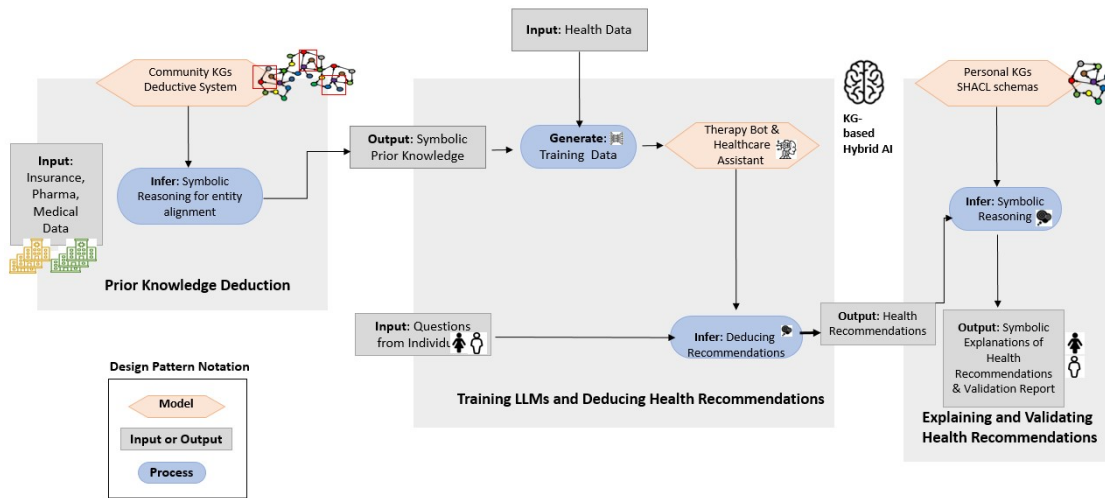 Community KGs
Deductive System
Input:
Insurance,
Pharma,
Medical
Data
Infer: Symbolic
Reasoning for entity
alignment
Prior Knowledge Deduction
Input: Health Data
Output: Symbolic
Prior Knowledge
Generate:
Training Data
Therapy Bot &
Healthcare
Assistant
KG-
based
Hybrid AI
Input: Questions
from Individu
Infer: Deducing
Recommendations
Output: Health
Recommendations
Training LLMs and Deducing Health Recommendations
Personal KGs
SHACL schemas
Infer: Symbolic
Reasoning
Output: Symbolic
Explanations of
Health
Recommendations
& Validation Report
Explaining and Validating
Health Recommendations
Design Pattern Notation
Model
Input or Output
Process